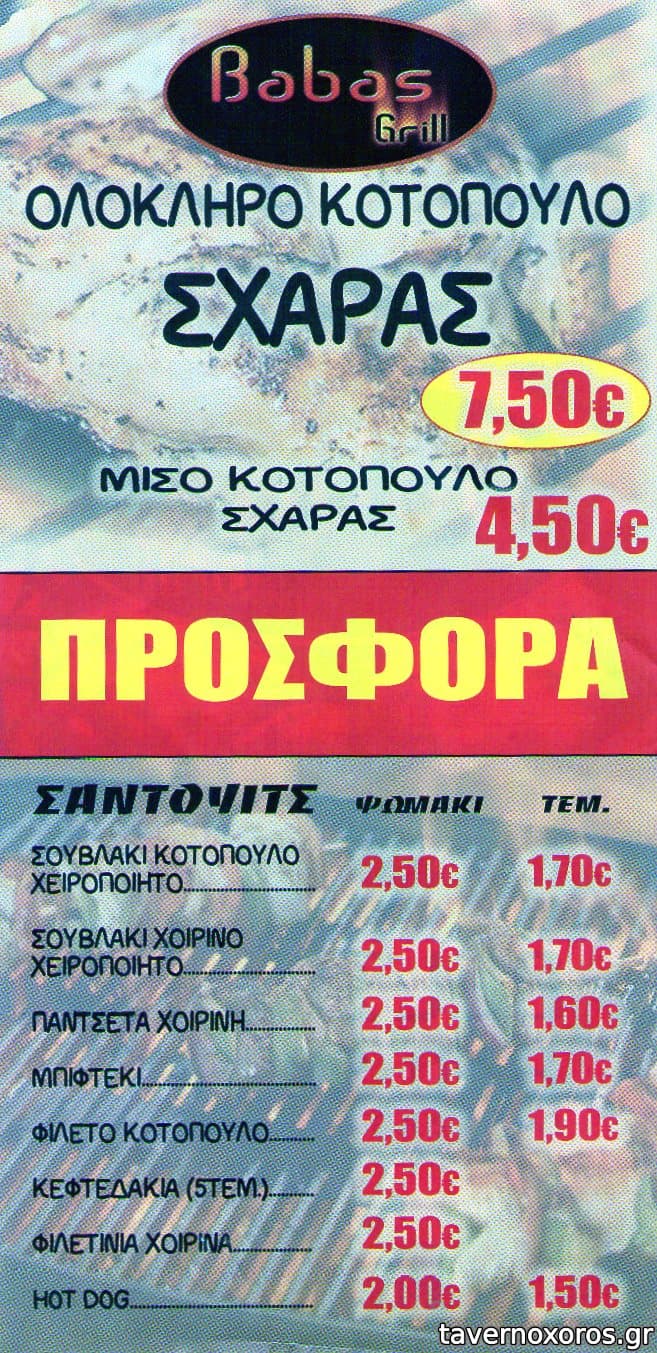 Babas
Grill
ΟΛΟΚΛΗΡΟ ΚΟΤΟΠΟΥΛΟ
ΣΧΑΡΑΣ
7,50€
ΜΙΣΟ ΚΟΤΟΠΟΥΛΟ
ΣΧΑΡΑΣ
4,50€
ΠΡΟΣΦΟΡΑ
ΣΑΝΤΟΥΙΤΣ ΨΩΜΑΚΙ ΤΕΜ.
ΣΟΥΒΛΑΚΙ ΚΟΤΟΠΟΥΛΟ
ΧΕΙΡΟΠΟΙΗΤΟ.................... 2,50€ 1,70€
ΣΟΥΒΛΑΚΙ ΧΟΙΡΙΝΟ
ΧΕΙΡΟΠΟΙΗΤΟ.................... 2,50€ 1,70€
ΠΑΝΤΣΕΤΑ ΧΟΙΡΙΝΗ........... 2,50€ 1,60€
ΜΠΙΦΤΕΚΙ........................... 2,50€ 1,70€
ΦΙΛΕΤΟ ΚΟΤΟΠΟΥΛΟ....... 2,50€ 1,90€
ΚΕΦΤΕΔΑΚΙΑ (5ΤΕΜ.)....... 2,50€
ΦΙΛΕΤΙΝΙΑ ΧΟΙΡΙΝΑ............ 2,50€
HOT DOG............................. 2,00€ 1,50€
tavernoxoros.gr